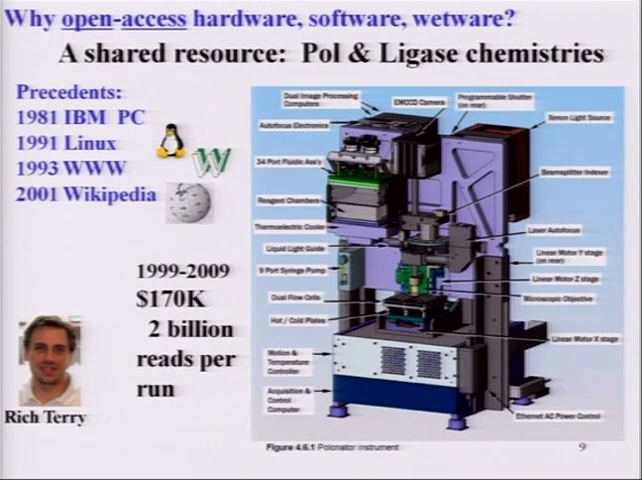 Why open-access hardware, software, wetware?
A shared resource: Pol & Ligase chemistries
Precedents:
1981 IBM PC
1991 Linux
1993 WWW
2001 Wikipedia
W
1999-2009
$170K
2 billion
reads per
run
Rich Terry
Dual Image Processing
Computers
EMCCD Camera
Programmable Shutter
(on rear)
Xenon Light Source
Autofocus Electronics
34 Port Fluidic Ass'y
Beamsplitter Indexer
Reagent Chambers
Thermoelectric Cooler
Laser Autofocus
Liquid Light Guide
Linear Motor Y stage
(on rear)
9 Port Syringe Pump
Linear Motor Z stage
Dual Flow Cells
Microscopic Objective
Hot / Cold Plates
Linear Motor X stage
Motion &
Temperature
Controller
Acquisition &
Control
Computer
Ethernet AC Power Control
Figure 4.6.1 Polonator instrument
9